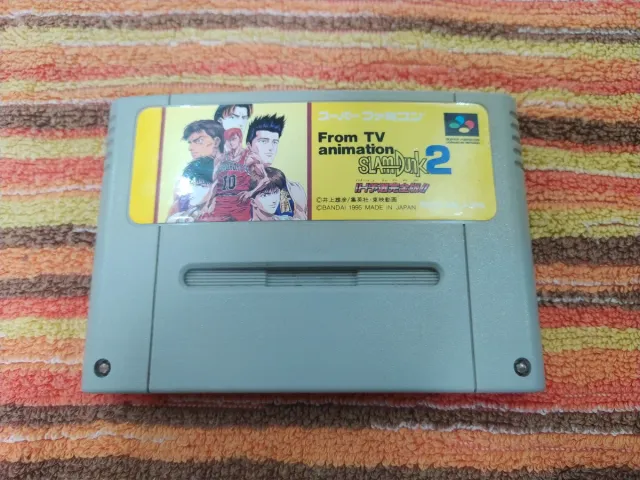 スーパーファミコン
From TV
animation
SLAM DUNK 2
©井上雄彦/集英社・東映動画
©BANDAI 1995 MADE IN JAPAN
10